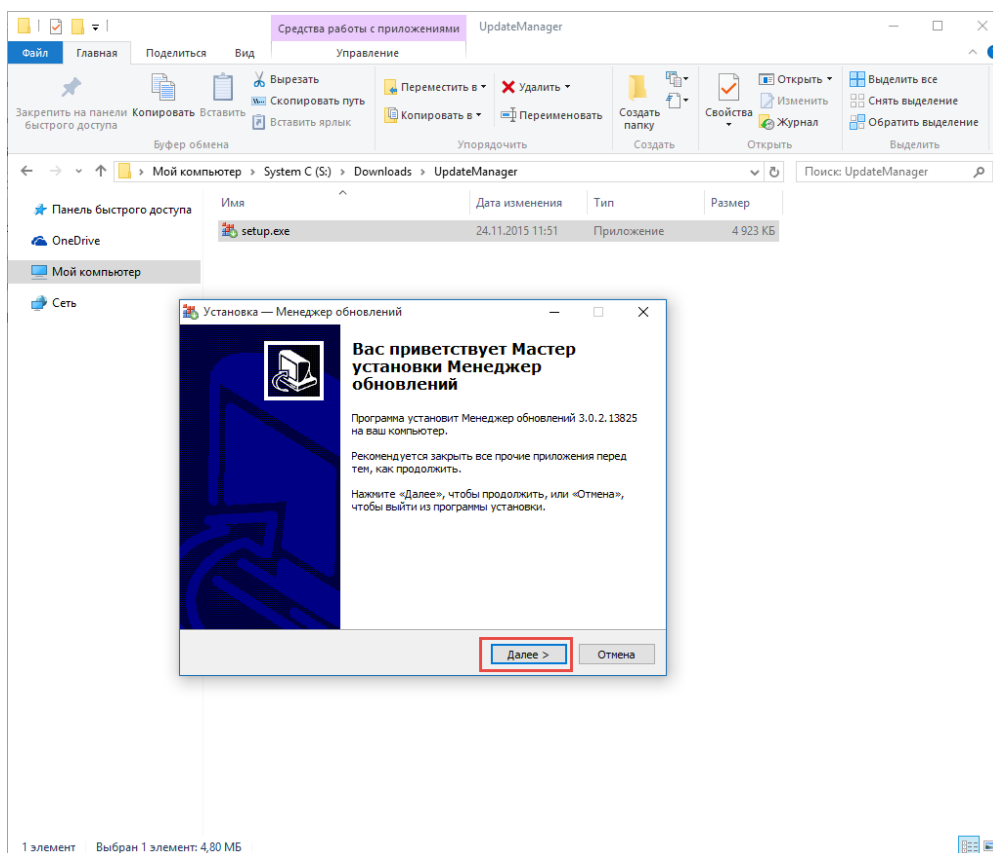 Средства работы с приложениями UpdateManager
Файл Главная Поделиться Вид Управление
Закрепить на панели быстрого доступа
Копировать
Вставить
Вырезать
Скопировать путь
Вставить ярлык
Буфер обмена
Переместить в
Копировать в
Удалить
Переименовать
Упорядочить
Создать папку
Создать
Свойства
Открыть
Изменить
Журнал
Открыть
Выделить все
Снять выделение
Обратить выделение
Выделить
Мой компьютер › System C (S:) › Downloads › UpdateManager
Поиск: UpdateManager
Панель быстрого доступа
OneDrive
Мой компьютер
Сеть
Имя Дата изменения Тип Размер
setup.exe 24.11.2015 11:51 Приложение 4 923 КБ
Установка — Менеджер обновлений
Вас приветствует Мастер
установки Менеджер
обновлений
Программа установит Менеджер обновлений 3.0.2.13825
на ваш компьютер.
Рекомендуется закрыть все прочие приложения перед
тем, как продолжить.
Нажмите «Далее», чтобы продолжить, или «Отмена»,
чтобы выйти из программы установки.
Далее > Отмена
1 элемент Выбран 1 элемент: 4,80 МБ